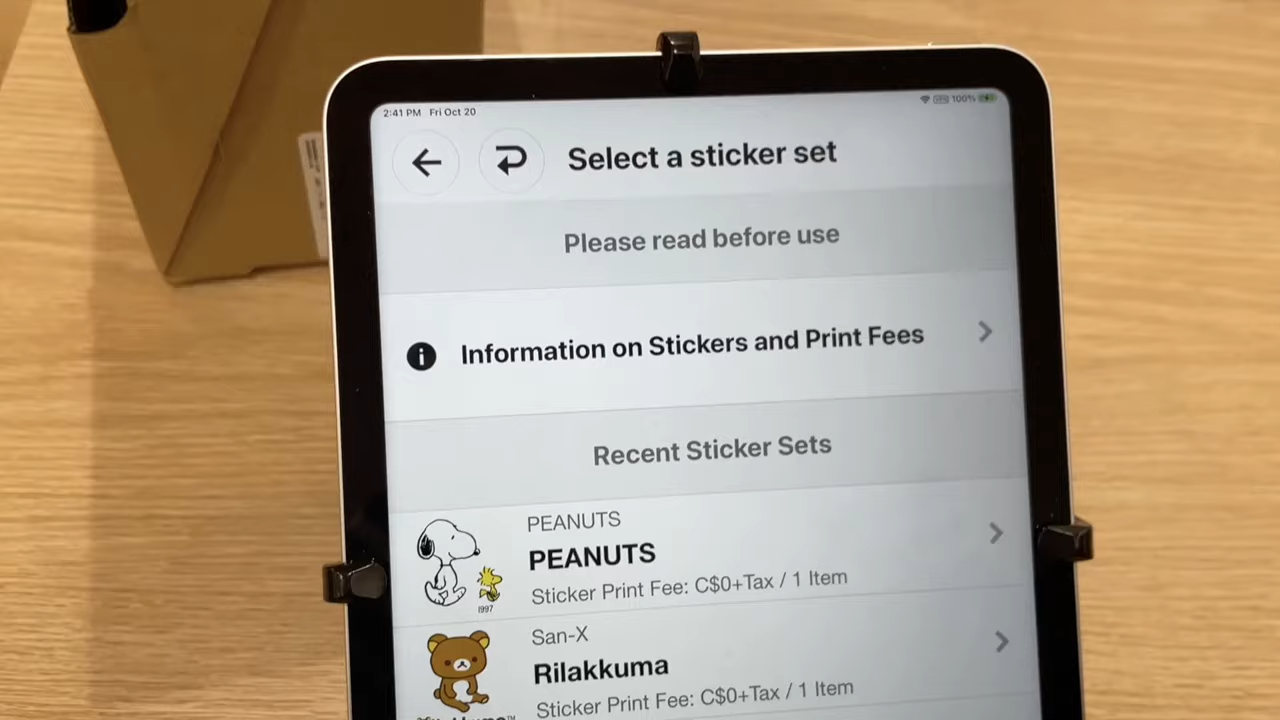 2:41 PM Fri Oct 20
100%
Select a sticker set
Please read before use
Information on Stickers and Print Fees
Recent Sticker Sets
PEANUTS
PEANUTS
Sticker Print Fee: C$0+Tax / 1 Item
1997
San-X
Rilakkuma
Sticker Print Fee: C$0+Tax / 1 Item